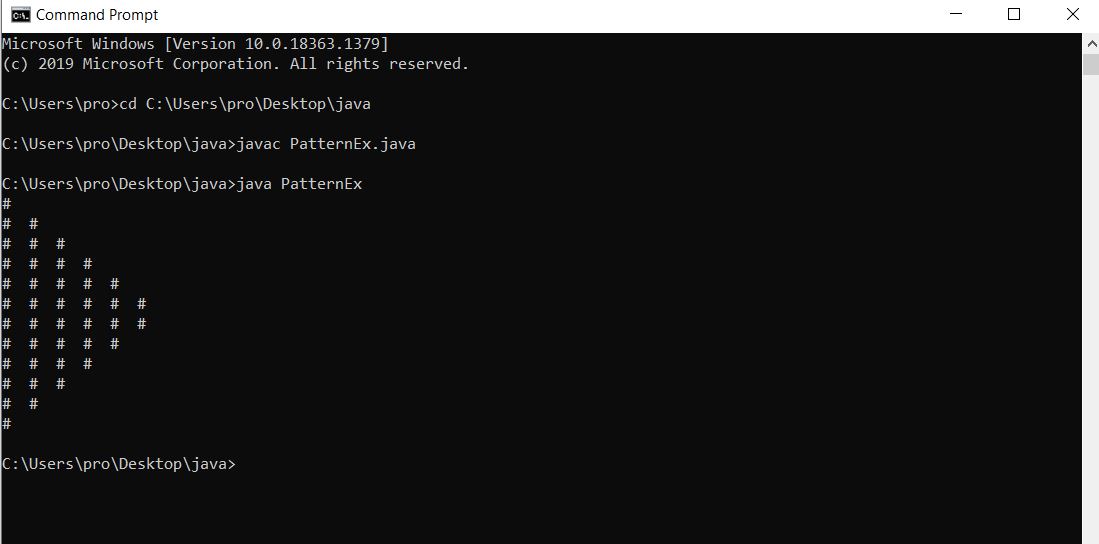 Command Prompt
Microsoft Windows [Version 10.0.18363.1379]
(c) 2019 Microsoft Corporation. All rights reserved.
C:\Users\pro>cd C:\Users\pro\Desktop\java
C:\Users\pro\Desktop\java>javac PatternEx.java
C:\Users\pro\Desktop\java>java PatternEx
#
#  #
#  #  #
#  #  #  #
#  #  #  #  #
#  #  #  #  #  #
#  #  #  #  #  #
#  #  #  #  #
#  #  #  #
#  #  #
#  #
#
C:\Users\pro\Desktop\java>